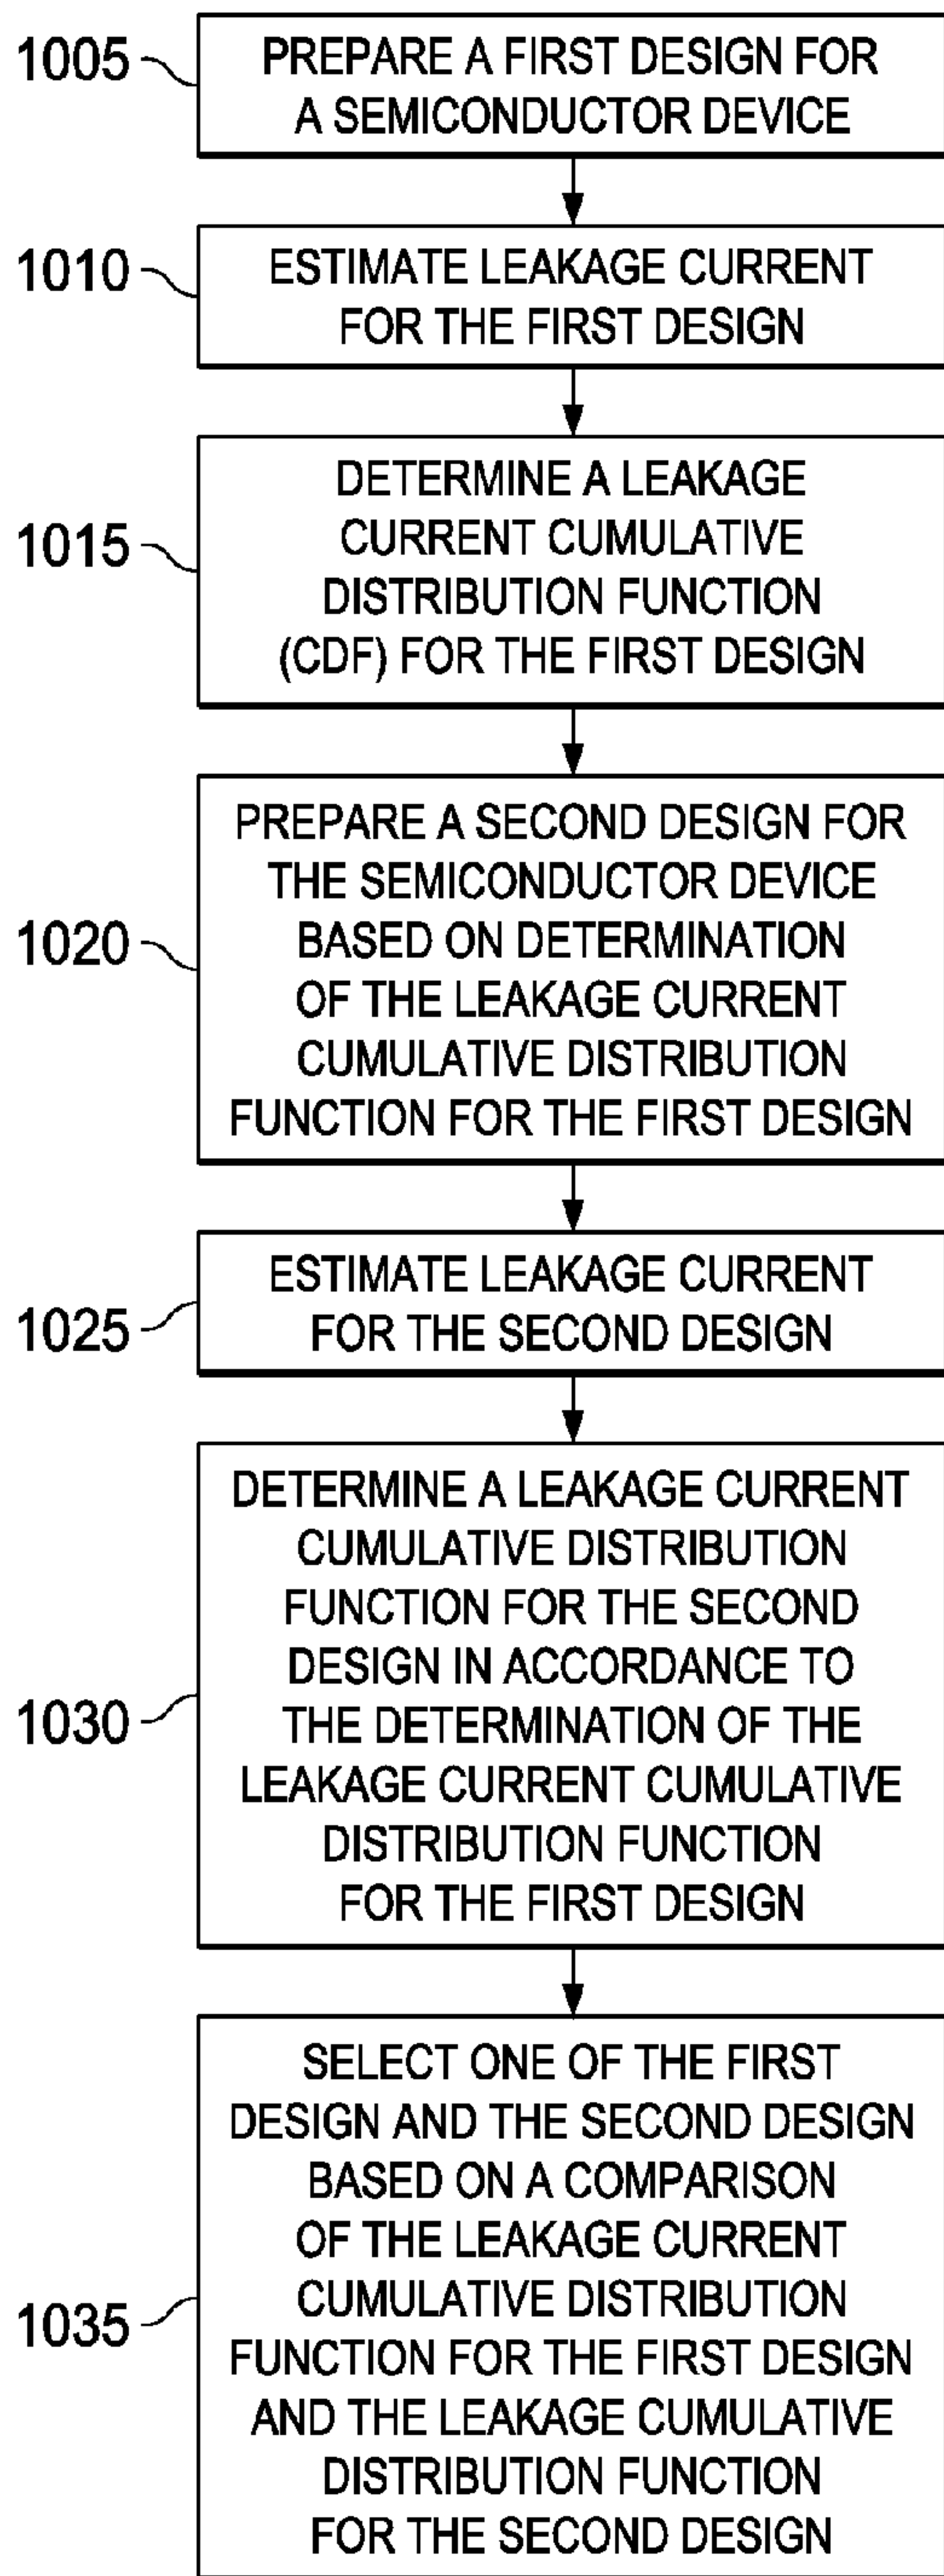 1005
PREPARE A FIRST DESIGN FOR
A SEMICONDUCTOR DEVICE
1010
ESTIMATE LEAKAGE CURRENT
FOR THE FIRST DESIGN
1015
DETERMINE A LEAKAGE
CURRENT CUMULATIVE
DISTRIBUTION FUNCTION
(CDF) FOR THE FIRST DESIGN
1020
PREPARE A SECOND DESIGN FOR
THE SEMICONDUCTOR DEVICE
BASED ON DETERMINATION
OF THE LEAKAGE CURRENT
CUMULATIVE DISTRIBUTION
FUNCTION FOR THE FIRST DESIGN
1025
ESTIMATE LEAKAGE CURRENT
FOR THE SECOND DESIGN
1030
DETERMINE A LEAKAGE CURRENT
CUMULATIVE DISTRIBUTION
FUNCTION FOR THE SECOND
DESIGN IN ACCORDANCE TO
THE DETERMINATION OF THE
LEAKAGE CURRENT CUMULATIVE
DISTRIBUTION FUNCTION
FOR THE FIRST DESIGN
1035
SELECT ONE OF THE FIRST
DESIGN AND THE SECOND DESIGN
BASED ON A COMPARISON
OF THE LEAKAGE CURRENT
CUMULATIVE DISTRIBUTION
FUNCTION FOR THE FIRST DESIGN
AND THE LEAKAGE CUMULATIVE
DISTRIBUTION FUNCTION
FOR THE SECOND DESIGN